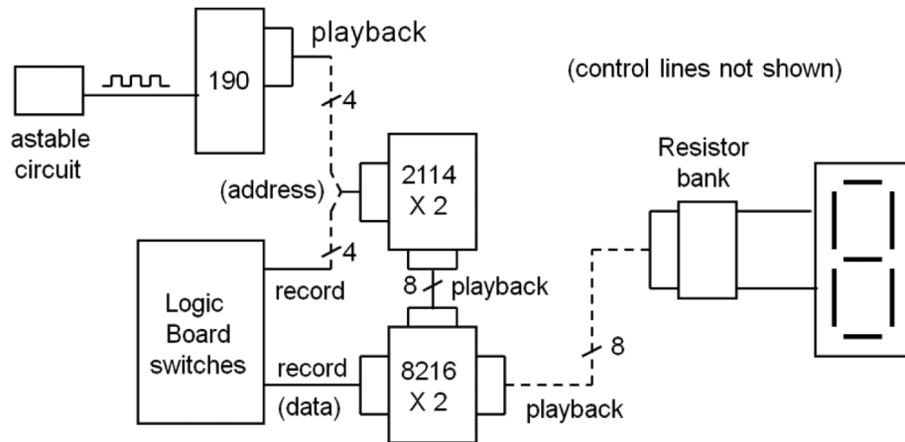 playback
190
(control lines not shown)
4
astable
circuit
Resistor
bank
2114
X 2
(address)
4
record
8
playback
Logic
Board
switches
8
record
(data)
8216
X 2
playback